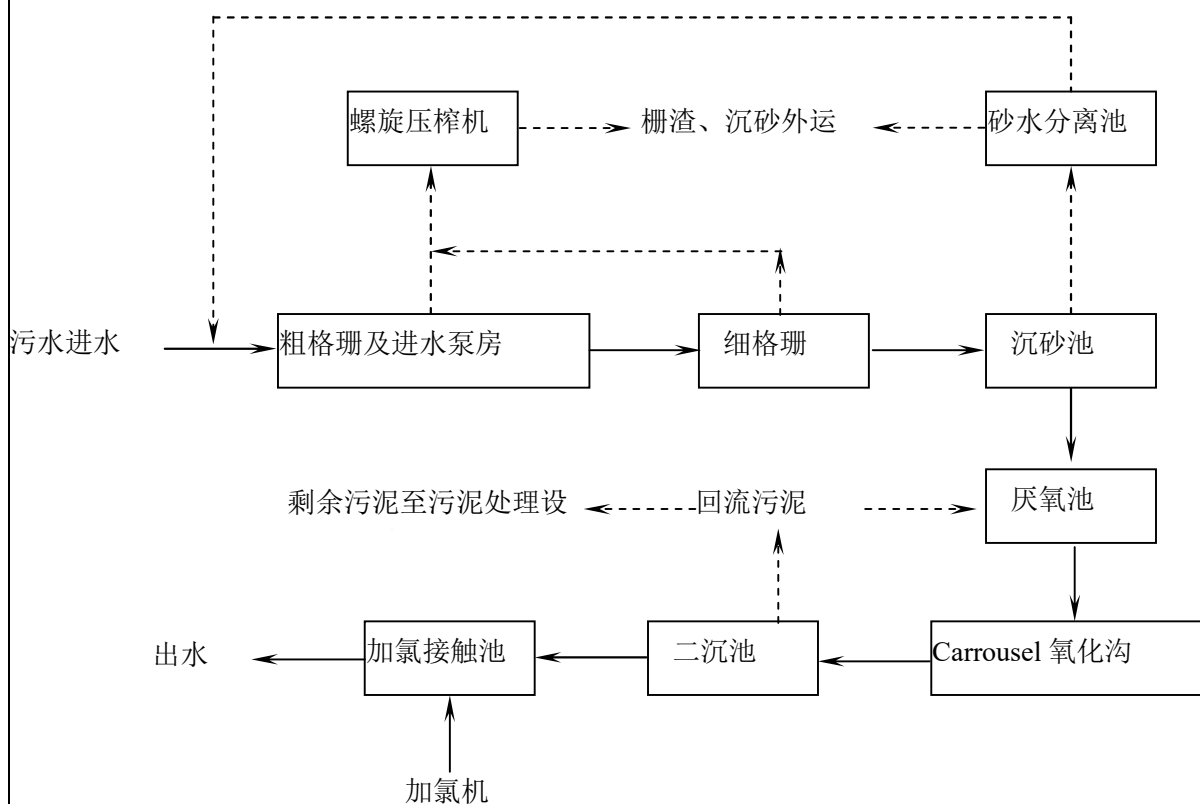 螺旋压榨机
栅渣、沉砂外运
砂水分离池
污水进水
粗格珊及进水泵房
细格珊
沉砂池
剩余污泥至污泥处理设
回流污泥
厌氧池
出水
加氯接触池
二沉池
Carrousel 氧化沟
加氯机